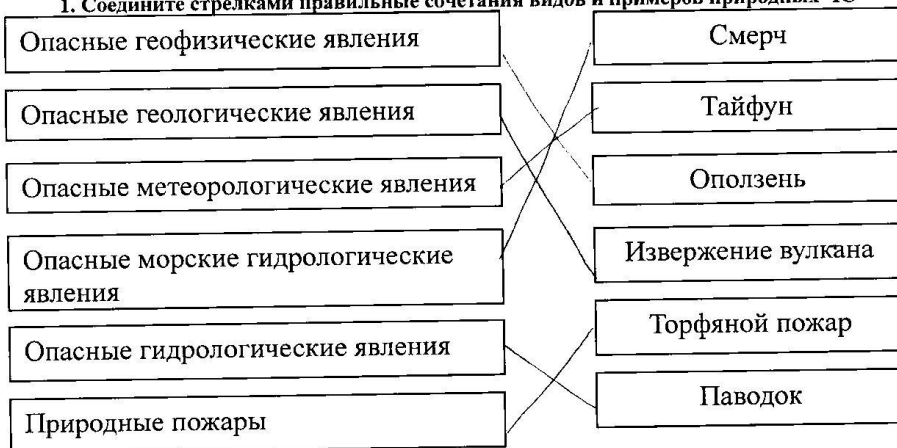 1. Соедините стрелками правильные сочетания видов и примеров природных ЧС
Опасные геофизические явления
Смерч
Опасные геологические явления
Тайфун
Опасные метеорологические явления
Оползень
Опасные морские гидрологические
явления
Извержение вулкана
Опасные гидрологические явления
Торфяной пожар
Природные пожары
Паводок